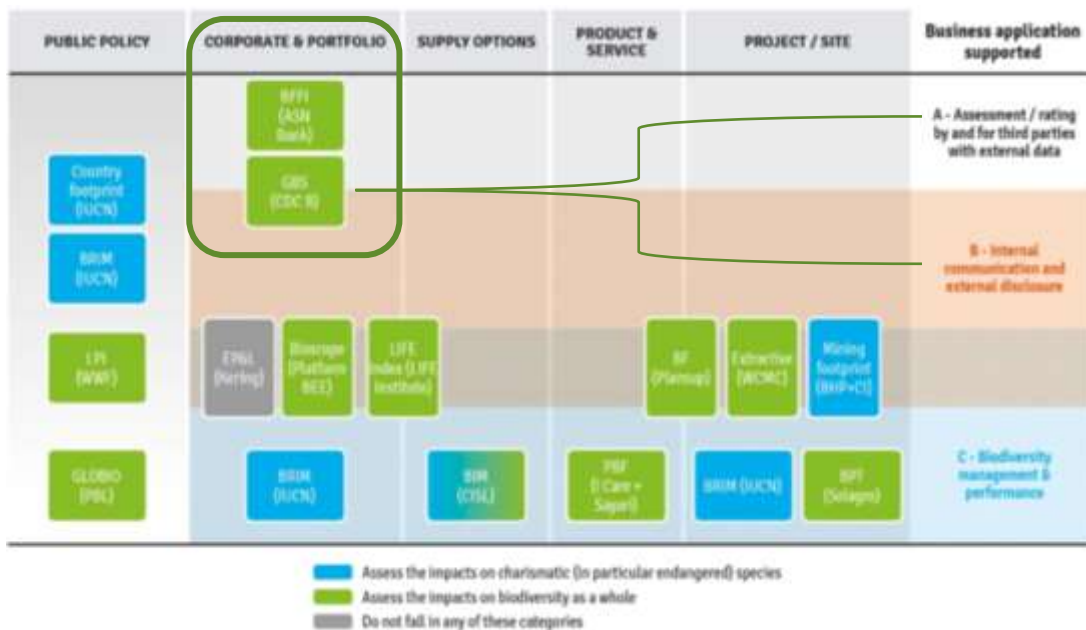 PUBLIC POLICY
CORPORATE & PORTFOLIO
SUPPLY OPTIONS
PRODUCT &
SERVICE
PROJECT / SITE
Business application
supported
BFFI
(ASN
Bank)
A - Assessment / rating
by and for third parties
with external data
Country
footprint
(IUCN)
GBS
(CDC B)
BRIM
(IUCN)
B - Internal
communication and
external disclosure
LPI
(WWF)
EP&L
(Kering)
Bioscope
(Platform
BEE)
LIFE
Index (LIFE
Institute)
BF
(Plansup)
Extractive
(WCMC)
Mining
footprint
(BHP+CI)
GLOBIO
(PBL)
BRIM
(IUCN)
BIM
(CISL)
PBF
(I Care +
Sayari)
BRIM (IUCN)
BPT
(Solagro)
C - Biodiversity
management &
performance
Assess the impacts on charismatic (in particular endangered) species
Assess the impacts on biodiversity as a whole
Do not fall in any of these categories